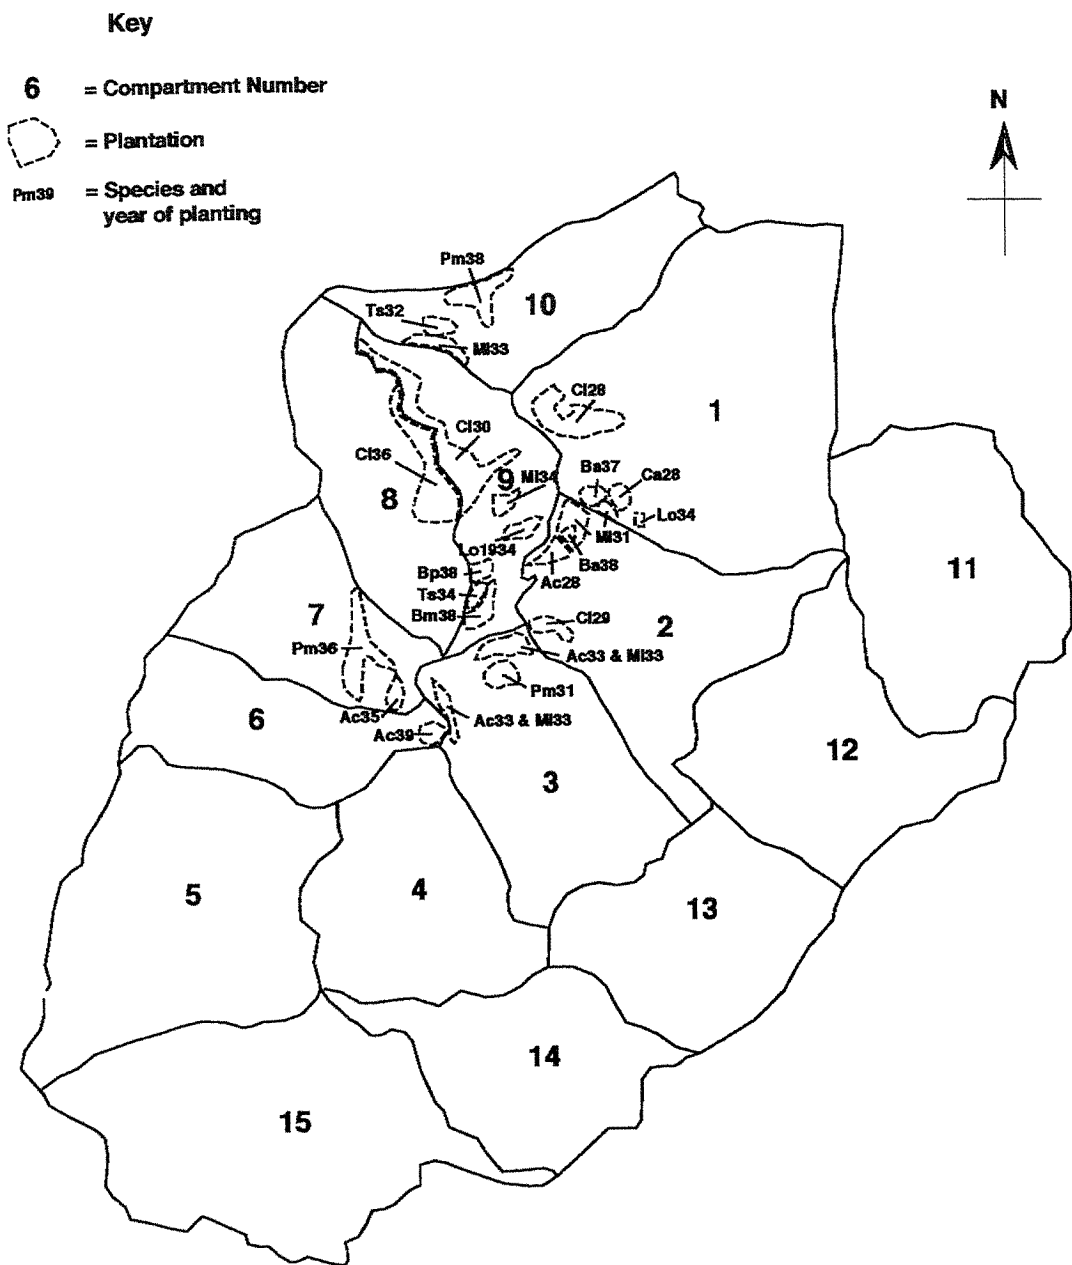 Key
6 = Compartment Number
= Plantation
Pm39 = Species and
year of planting
N
Pm38
10
Ts32
Ml33
Cl28
1
Cl30
Ba37
Ca28
Cl36
9
Ml34
8
Lo34
Ml31
Lo1934
Ba38
11
Bp38
Ac28
Ts34
Bm38
7
Cl29
2
Pm36
Ac33 & Ml33
Pm31
Ac35
6
Ac33 & Ml33
Ac39
12
3
5
4
13
14
15